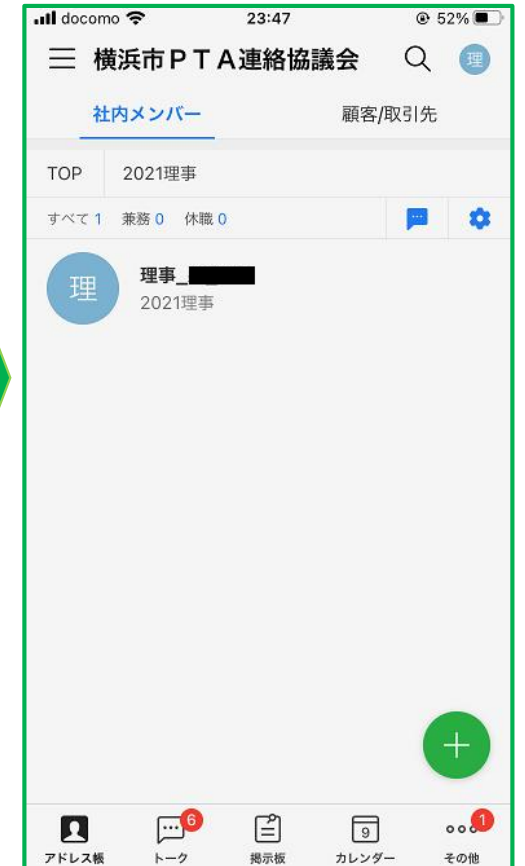 docomo 23:47 52%
横浜市ＰＴＡ連絡協議会 理
社内メンバー 顧客/取引先
TOP 2021理事
すべて 1 兼務 0 休職 0
理 理事_
2021理事
6 9 1
アドレス帳 トーク 掲示板 カレンダー その他